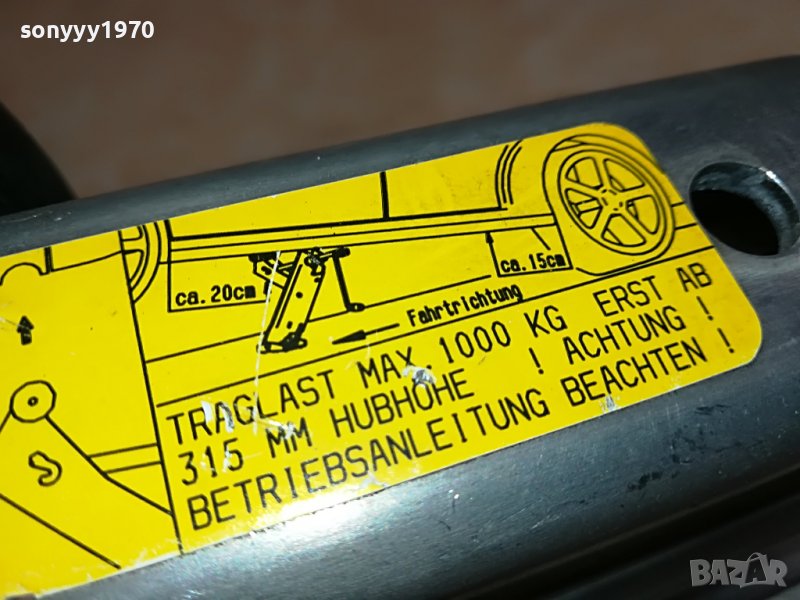 sonyyy1970
ca.20cm
ca.15cm
Fahrtrichtung
TRAGLAST MAX.1000 KG ERST AB
315 MM HUBHÖHE ! ACHTUNG !
BETRIEBSANLEITUNG BEACHTEN !
BAZAR